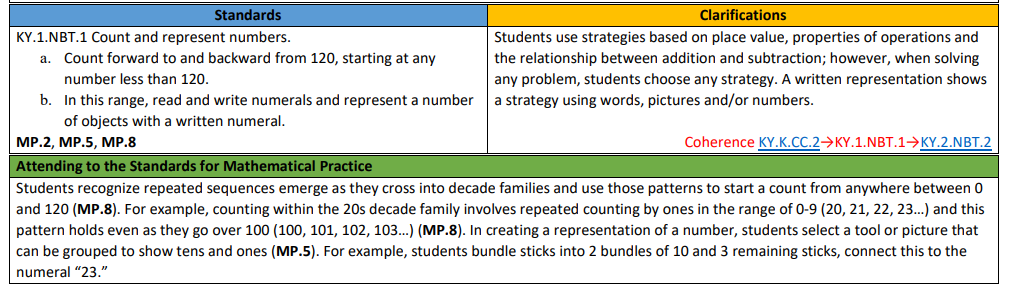 Standards
Clarifications
KY.1.NBT.1 Count and represent numbers.
a. Count forward to and backward from 120, starting at any
number less than 120.
b. In this range, read and write numerals and represent a number
of objects with a written numeral.
MP.2, MP.5, MP.8
Students use strategies based on place value, properties of operations and
the relationship between addition and subtraction; however, when solving
any problem, students choose any strategy. A written representation shows
a strategy using words, pictures and/or numbers.
Coherence KY.K.CC.2→KY.1.NBT.1→KY.2.NBT.2
Attending to the Standards for Mathematical Practice
Students recognize repeated sequences emerge as they cross into decade families and use those patterns to start a count from anywhere between 0
and 120 (MP.8). For example, counting within the 20s decade family involves repeated counting by ones in the range of 0-9 (20, 21, 22, 23…) and this
pattern holds even as they go over 100 (100, 101, 102, 103…) (MP.8). In creating a representation of a number, students select a tool or picture that
can be grouped to show tens and ones (MP.5). For example, students bundle sticks into 2 bundles of 10 and 3 remaining sticks, connect this to the
numeral “23.”